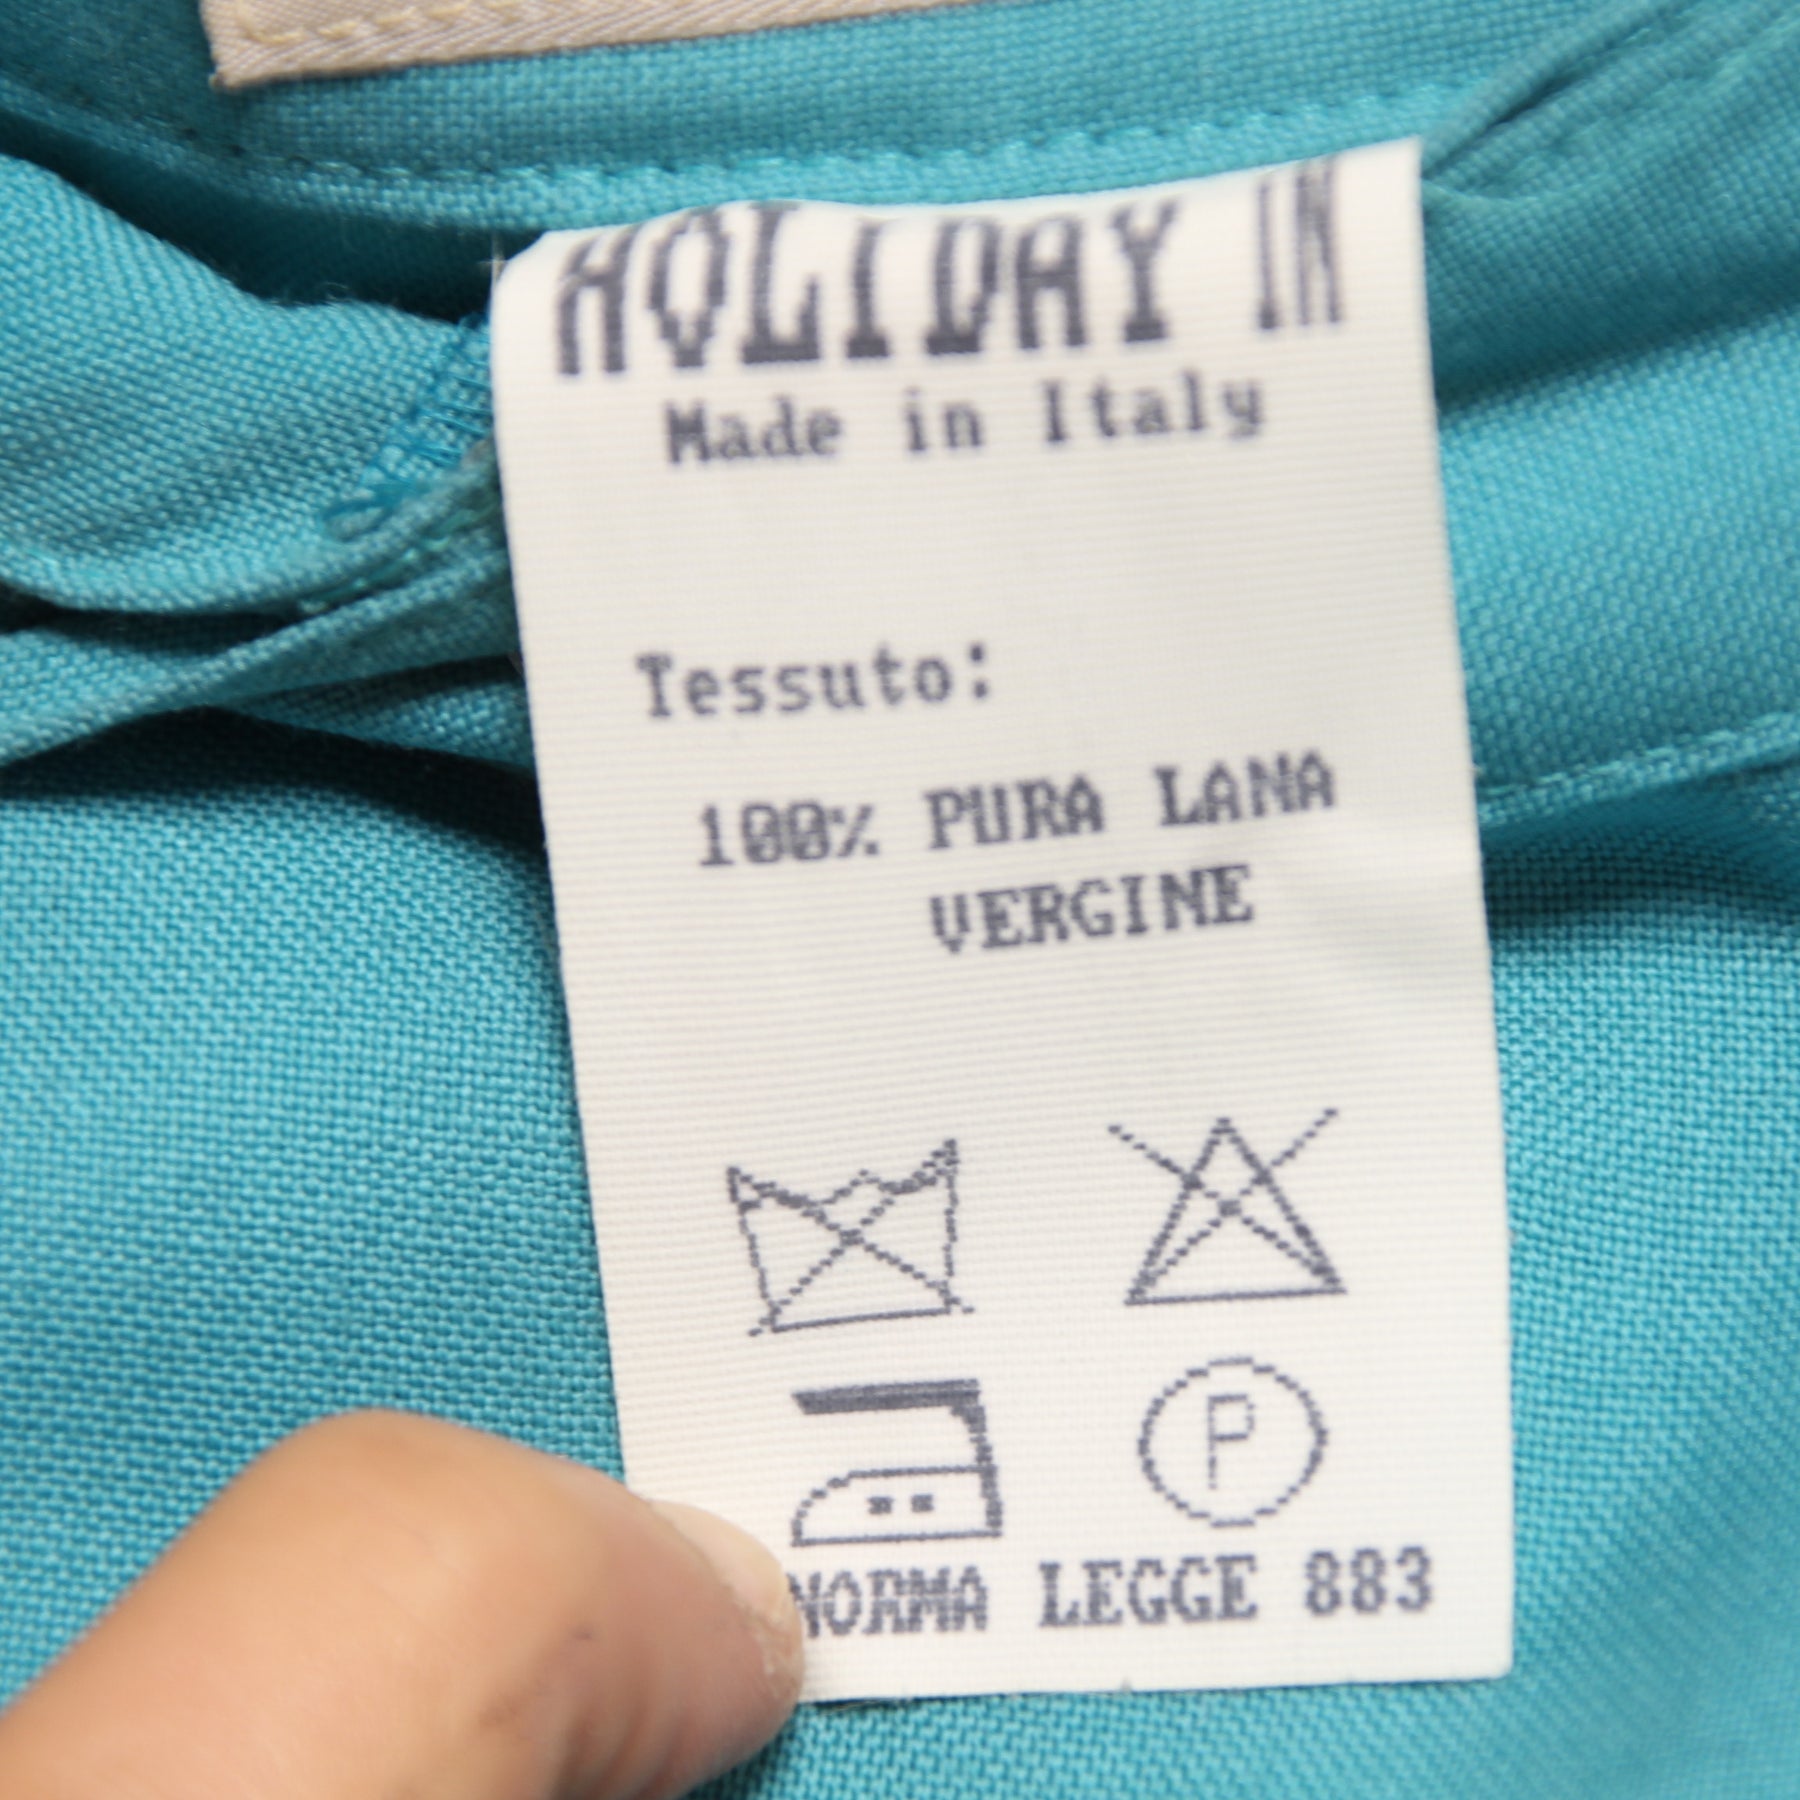 HOLIDAY IN
Made in Italy
Tessuto:
100% PURA LANA
VERGINE
P
NORMA LEGGE 883